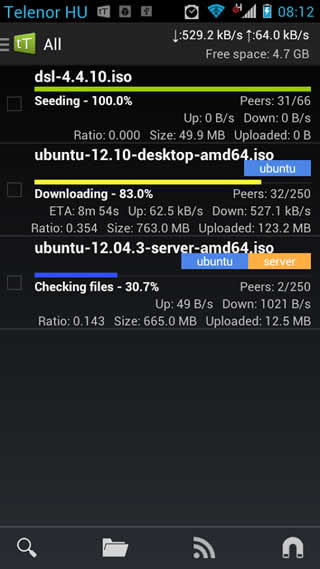 Telenor HU 08:12
tT All ↓:529.2 kB/s ↑:64.0 kB/s
Free space: 4.7 GB
dsl-4.4.10.iso
Seeding - 100.0% Peers: 31/66
Up: 0 B/s Down: 0 B/s
Ratio: 0.000 Size: 49.9 MB Uploaded: 0 B
ubuntu-12.10-desktop-amd64.iso
ubuntu
Downloading - 83.0% Peers: 32/250
ETA: 8m 54s Up: 62.5 kB/s Down: 527.1 kB/s
Ratio: 0.354 Size: 763.0 MB Uploaded: 123.2 MB
ubuntu-12.04.3-server-amd64.iso
ubuntu server
Checking files - 30.7% Peers: 2/250
Up: 49 B/s Down: 1021 B/s
Ratio: 0.143 Size: 665.0 MB Uploaded: 12.5 MB